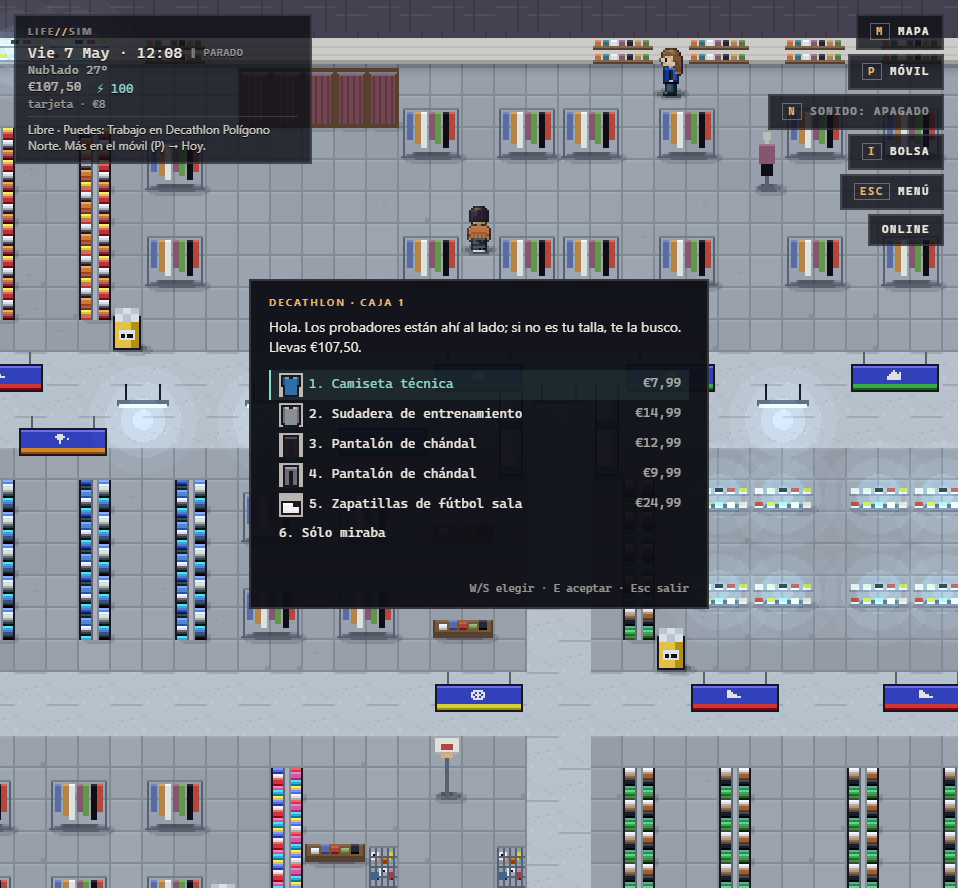 LIFE//SIM
Vie 7 May · 12:08 || PARADO
Nublado 27º
€107,50 ⚡ 100
tarjeta · €8
Libre · Puedes: Trabajo en Decathlon Polígono
Norte. Más en el móvil (P) → Hoy.
M MAPA
P MÓVIL
N SONIDO: APAGADO
I BOLSA
ESC MENÚ
ONLINE
DECATHLON · CAJA 1
Hola. Los probadores están ahí al lado; si no es tu talla, te la busco.
Llevas €107,50.
1. Camiseta técnica €7,99
2. Sudadera de entrenamiento €14,99
3. Pantalón de chándal €12,99
4. Pantalón de chándal €9,99
5. Zapatillas de fútbol sala €24,99
6. Sólo miraba
W/S elegir · E aceptar · Esc salir